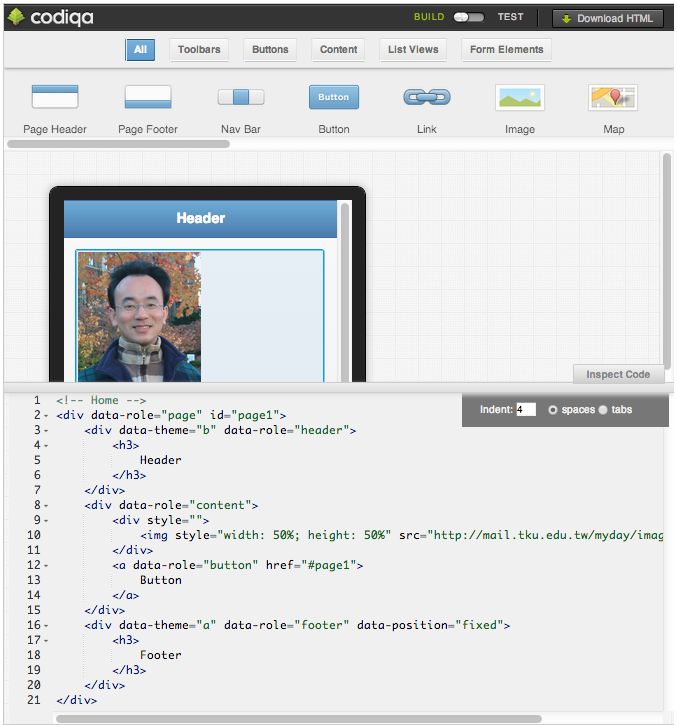 codiqa BUILD TEST Download HTML
All Toolbars Buttons Content List Views Form Elements
Button
Page Header Page Footer Nav Bar Button Link Image Map
Header
Inspect Code
Indent: 4 spaces tabs
1 <!-- Home -->
2 <div data-role="page" id="page1">
3 <div data-theme="b" data-role="header">
4 <h3>
5 Header
6 </h3>
7 </div>
8 <div data-role="content">
9 <div style="">
10 <img style="width: 50%; height: 50%" src="http://mail.tku.edu.tw/myday/imag
11 </div>
12 <a data-role="button" href="#page1">
13 Button
14 </a>
15 </div>
16 <div data-theme="a" data-role="footer" data-position="fixed">
17 <h3>
18 Footer
19 </h3>
20 </div>
21 </div>